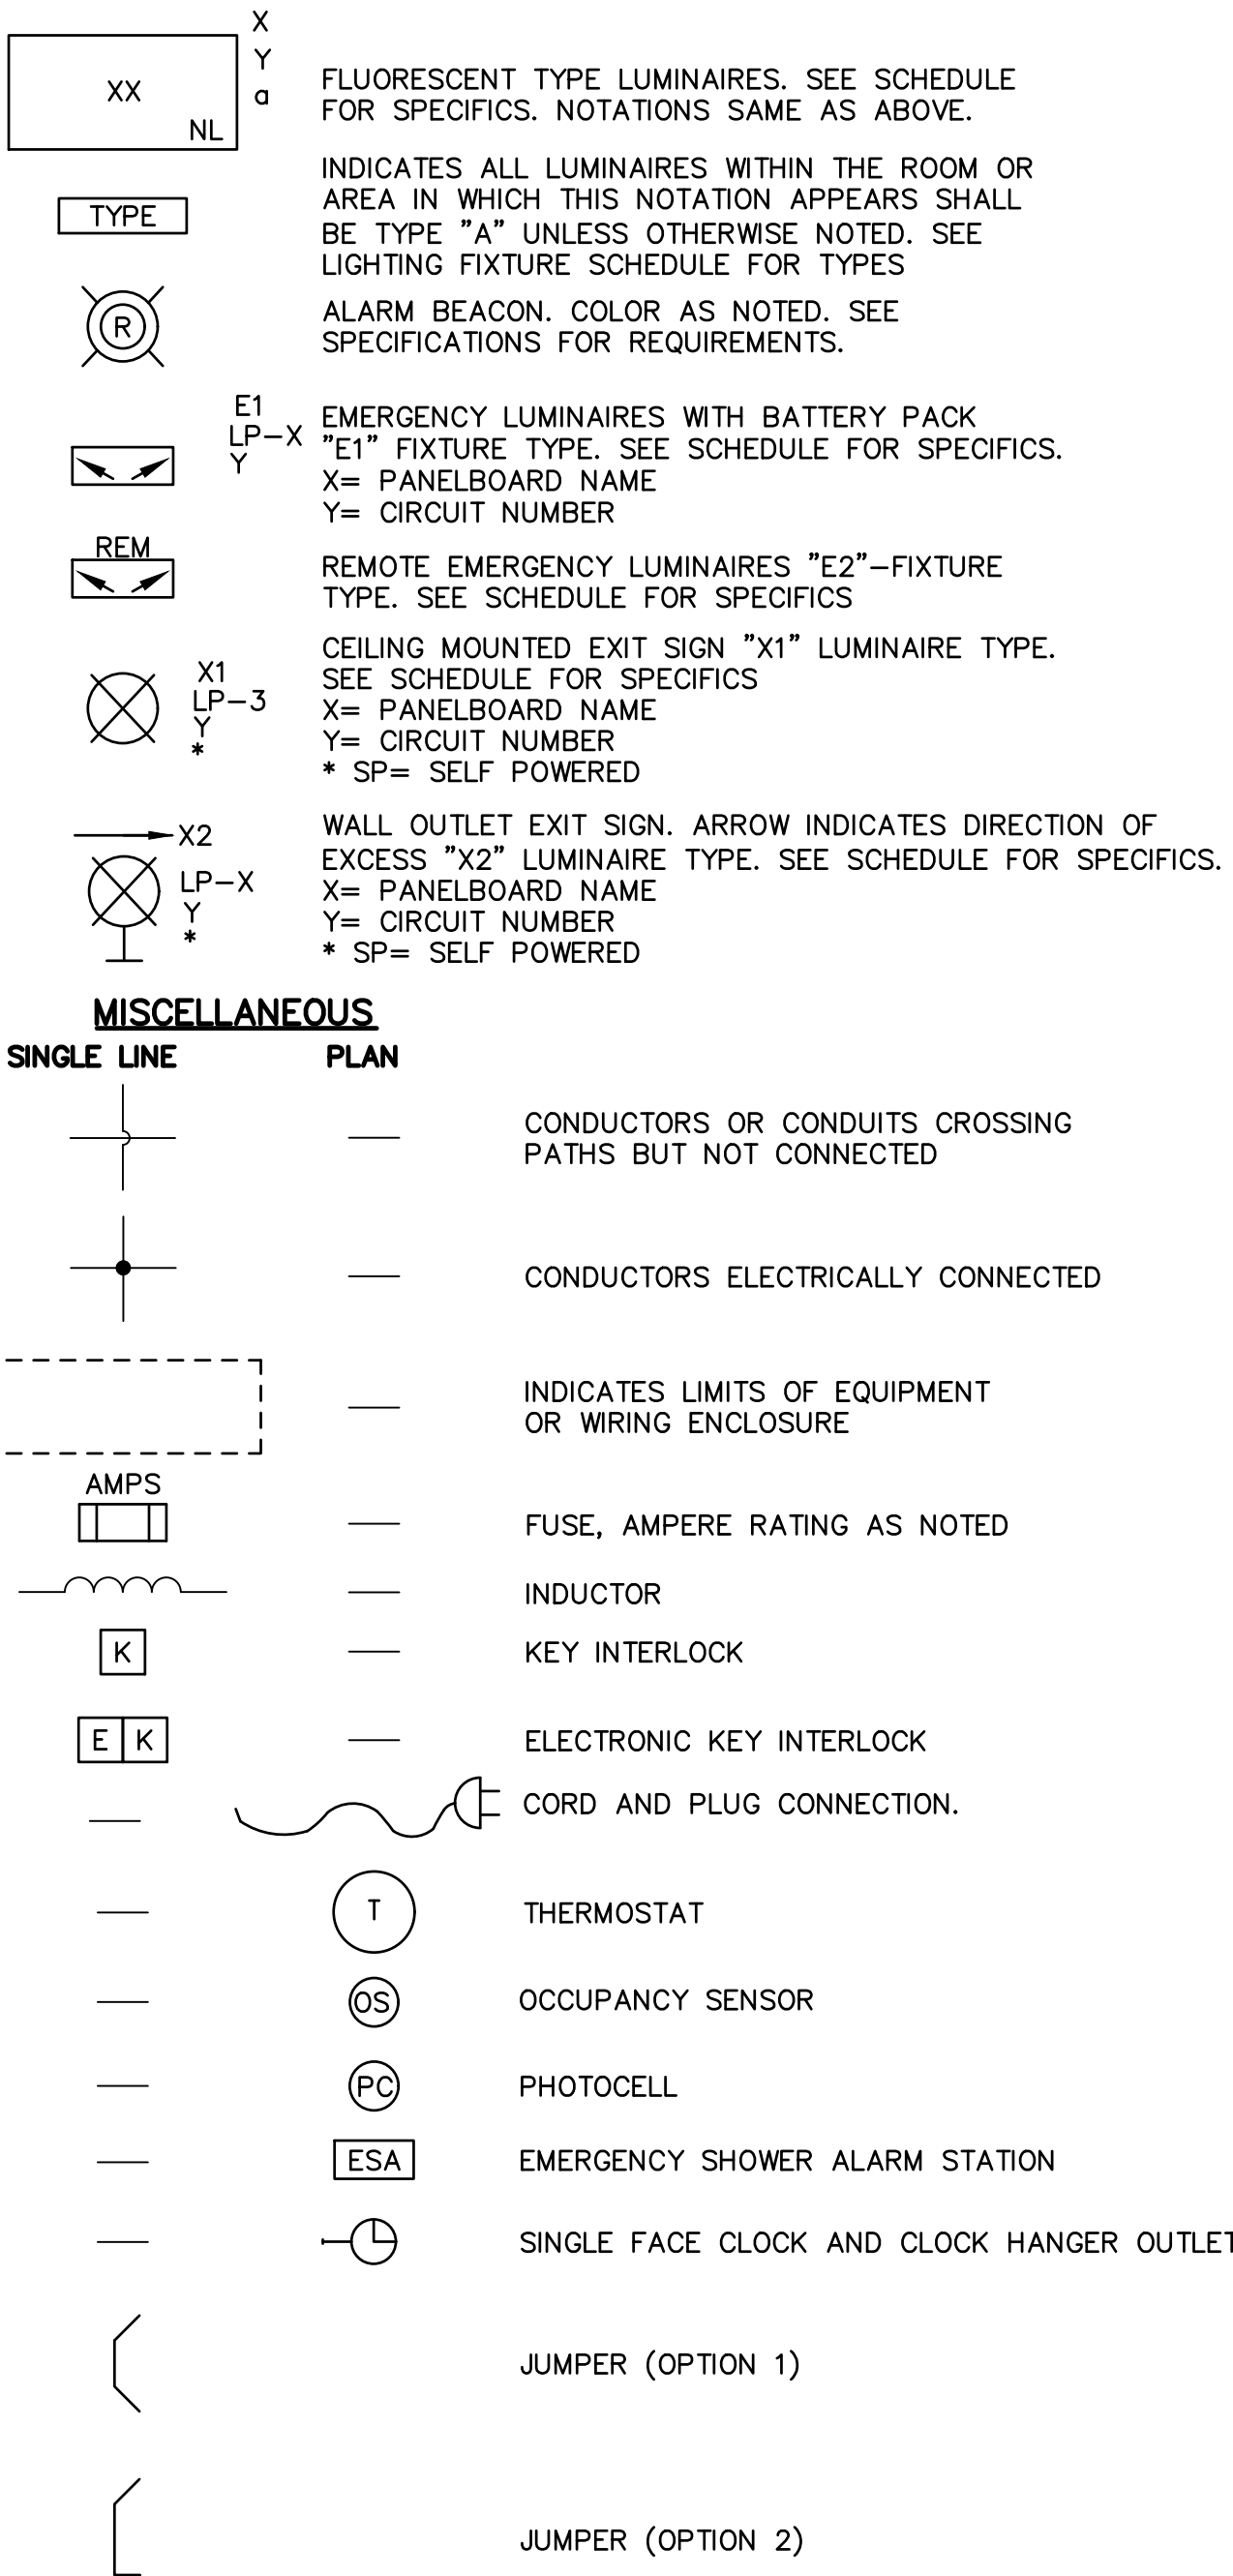 X
Y
a
XX
NL
FLUORESCENT TYPE LUMINAIRES. SEE SCHEDULE
FOR SPECIFICS. NOTATIONS SAME AS ABOVE.
TYPE
INDICATES ALL LUMINAIRES WITHIN THE ROOM OR
AREA IN WHICH THIS NOTATION APPEARS SHALL
BE TYPE "A" UNLESS OTHERWISE NOTED. SEE
LIGHTING FIXTURE SCHEDULE FOR TYPES
R
ALARM BEACON. COLOR AS NOTED. SEE
SPECIFICATIONS FOR REQUIREMENTS.
E1
LP-X
Y
EMERGENCY LUMINAIRES WITH BATTERY PACK
"E1" FIXTURE TYPE. SEE SCHEDULE FOR SPECIFICS.
X= PANELBOARD NAME
Y= CIRCUIT NUMBER
REM
REMOTE EMERGENCY LUMINAIRES "E2"-FIXTURE
TYPE. SEE SCHEDULE FOR SPECIFICS
X1
LP-3
Y
*
CEILING MOUNTED EXIT SIGN "X1" LUMINAIRE TYPE.
SEE SCHEDULE FOR SPECIFICS
X= PANELBOARD NAME
Y= CIRCUIT NUMBER
* SP= SELF POWERED
X2
LP-X
Y
*
WALL OUTLET EXIT SIGN. ARROW INDICATES DIRECTION OF
EXCESS "X2" LUMINAIRE TYPE. SEE SCHEDULE FOR SPECIFICS.
X= PANELBOARD NAME
Y= CIRCUIT NUMBER
* SP= SELF POWERED
MISCELLANEOUS
SINGLE LINE PLAN
CONDUCTORS OR CONDUITS CROSSING
PATHS BUT NOT CONNECTED
CONDUCTORS ELECTRICALLY CONNECTED
INDICATES LIMITS OF EQUIPMENT
OR WIRING ENCLOSURE
AMPS
FUSE, AMPERE RATING AS NOTED
INDUCTOR
K
KEY INTERLOCK
E K
ELECTRONIC KEY INTERLOCK
CORD AND PLUG CONNECTION.
T
THERMOSTAT
OS
OCCUPANCY SENSOR
PC
PHOTOCELL
ESA
EMERGENCY SHOWER ALARM STATION
SINGLE FACE CLOCK AND CLOCK HANGER OUTLET
JUMPER (OPTION 1)
JUMPER (OPTION 2)